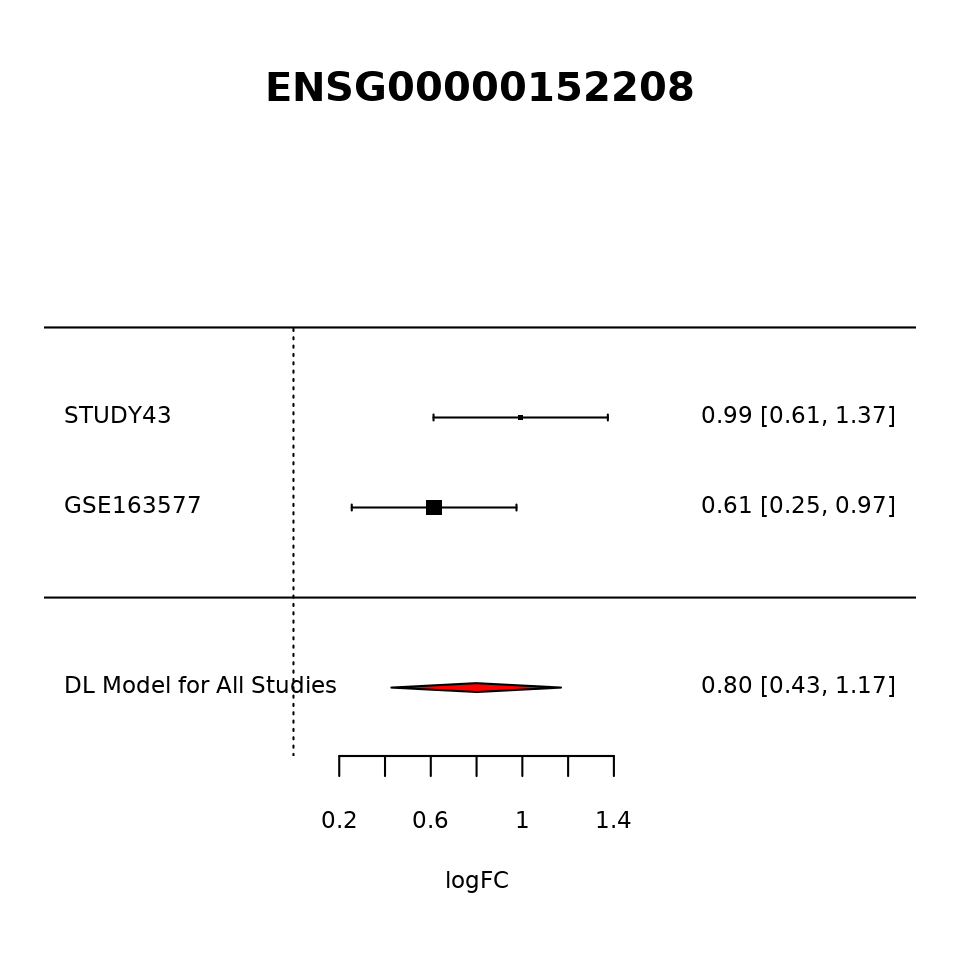 ENSG00000152208
STUDY43 0.99 [0.61, 1.37]
GSE163577 0.61 [0.25, 0.97]
DL Model for All Studies 0.80 [0.43, 1.17]
0.2 0.6 1 1.4
logFC